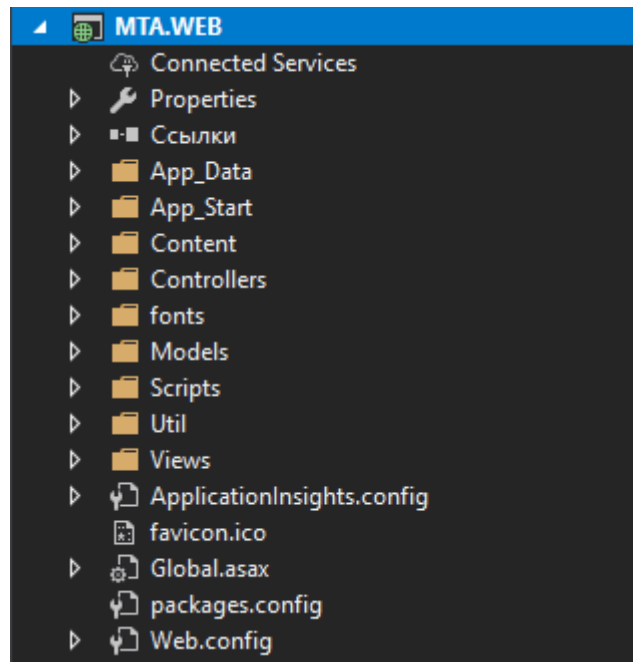 MTA.WEB
Connected Services
Properties
Ссылки
App_Data
App_Start
Content
Controllers
fonts
Models
Scripts
Util
Views
ApplicationInsights.config
favicon.ico
Global.asax
packages.config
Web.config